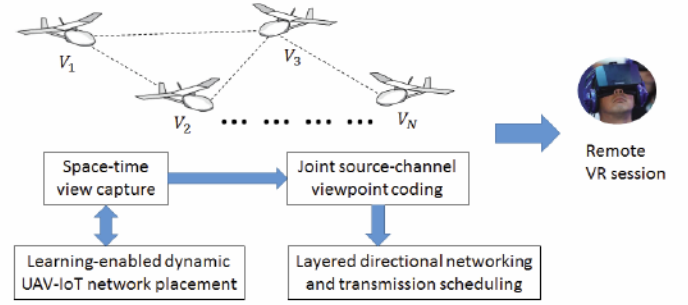 V1
V2
V3
VN
Space-time
view capture
Joint source-channel
viewpoint coding
Remote
VR session
Learning-enabled dynamic
UAV-IoT network placement
Layered directional networking
and transmission scheduling